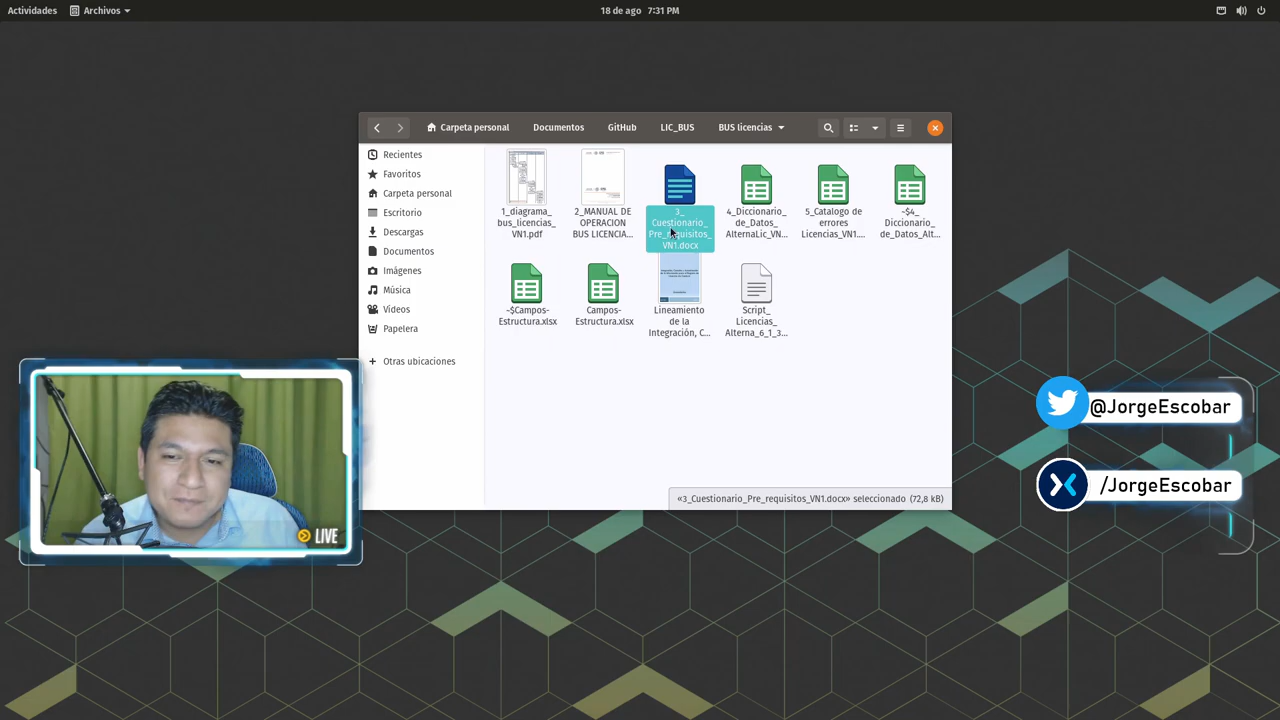 Actividades
Archivos
18 de ago 7:31 PM
Carpeta personal
Documentos
GitHub
LIC_BUS
BUS licencias
Recientes
Favoritos
Carpeta personal
Escritorio
Descargas
Documentos
Imágenes
Música
Vídeos
Papelera
+ Otras ubicaciones
1_diagrama_
bus_licencias_
VN1.pdf
2_MANUAL DE
OPERACION
BUS LICENCIA...
3_
Cuestionario_
Pre_requisitos_
VN1.docx
4_Diccionario_
de_Datos_
AlternaLic_VN...
5_Catalogo de
errores
Licencias_VN1....
~$4_
Diccionario_
de_Datos_Alt...
~$Campos-
Estructura.xlsx
Campos-
Estructura.xlsx
Lineamiento
de la
Integración, C...
Script_
Licencias_
Alterna_6_1_3...
«3_Cuestionario_Pre_requisitos_VN1.docx» seleccionado (72,8 kB)
LIVE
@JorgeEscobar
/JorgeEscobar